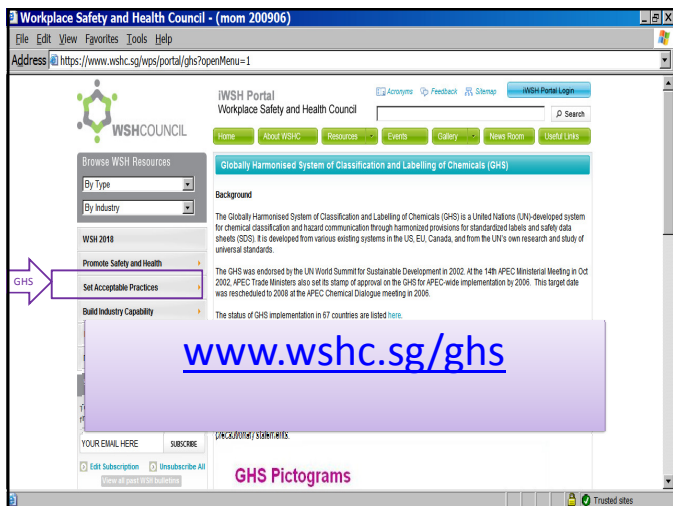 Workplace Safety and Health Council - (mom 200906)
File Edit View Favorites Tools Help
Address https://www.wshc.sg/wps/portal/ghs?openMenu=1
WSHCOUNCIL
iWSH Portal
Workplace Safety and Health Council
Acronyms Feedback Sitemap iWSH Portal Login
Search
Home About WSHC Resources Events Gallery News Room Useful Links
Browse WSH Resources
By Type
By Industry
WSH 2018
Promote Safety and Health
GHS
Set Acceptable Practices
Build Industry Capability
Globally Harmonised System of Classification and Labelling of Chemicals (GHS)
Background
The Globally Harmonised System of Classification and Labelling of Chemicals (GHS) is a United Nations (UN)-developed system
for chemical classification and hazard communication through harmonized provisions for standardized labels and safety data
sheets (SDS). It is developed from various existing systems in the US, EU, Canada, and from the UN's own research and study of
universal standards.
The GHS was endorsed by the UN World Summit for Sustainable Development in 2002. At the 14th APEC Ministerial Meeting in Oct
2002, APEC Trade Ministers also set its stamp of approval on the GHS for APEC-wide implementation by 2006. This target date
was rescheduled to 2008 at the APEC Chemical Dialogue meeting in 2006.
The status of GHS implementation in 67 countries are listed here.
www.wshc.sg/ghs
precautionary statements.
YOUR EMAIL HERE SUBSCRIBE
Edit Subscription Unsubscribe All
View all past WSH bulletins
GHS Pictograms
Trusted sites